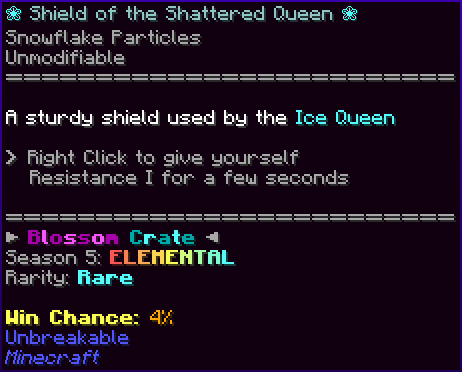 ❀ Shield of the Shattered Queen ❀
Snowflake Particles
Unmodifiable
==============================
A sturdy shield used by the Ice Queen
> Right Click to give yourself
Resistance I for a few seconds
==============================
► Blossom Crate ◄
Season 5: ELEMENTAL
Rarity: Rare
Win Chance: 4%
Unbreakable
Minecraft